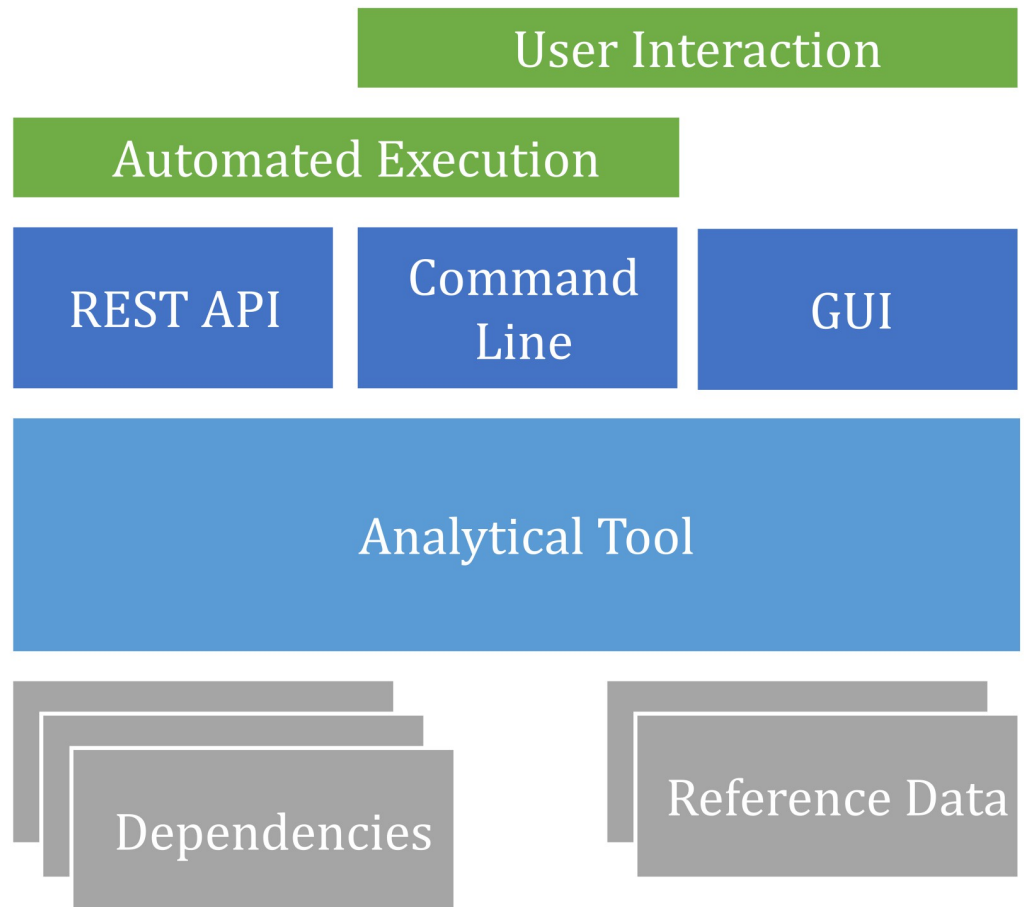 User Interaction
Automated Execution
REST API
Command
Line
GUI
Analytical Tool
Dependencies
Reference Data